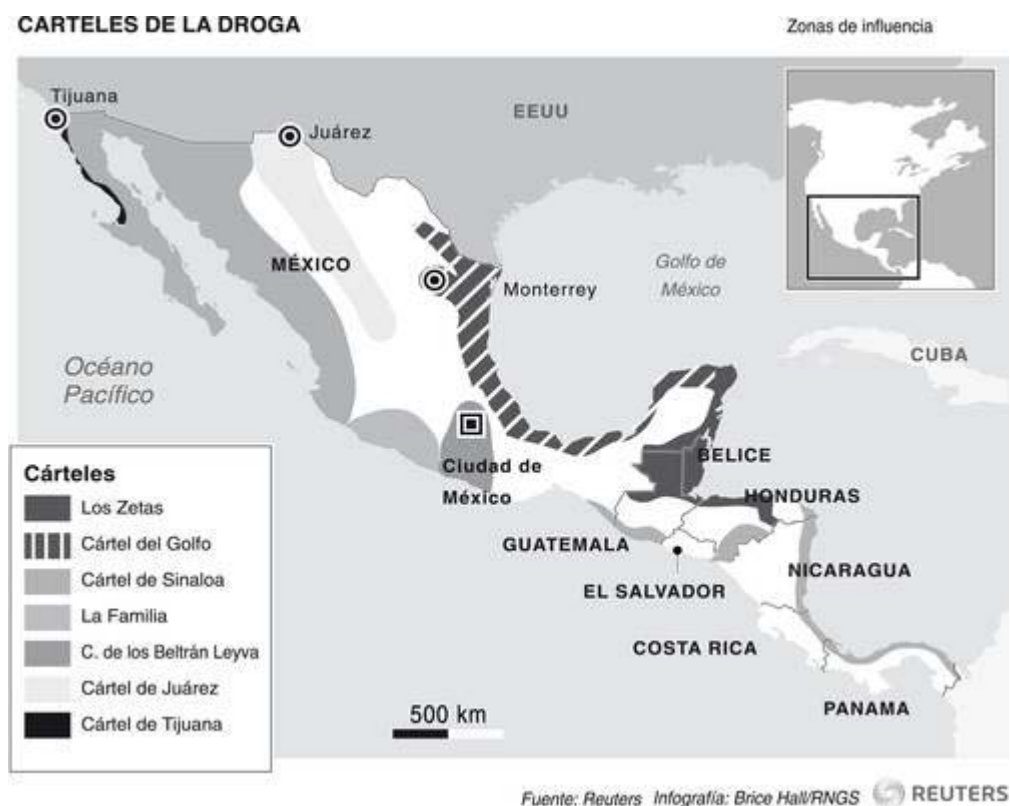 CARTELES DE LA DROGA
Zonas de influencia
Tijuana
Juárez
EEUU
MÉXICO
Monterrey
Golfo de
México
Océano
Pacífico
CUBA
Ciudad de
México
BELICE
HONDURAS
GUATEMALA
EL SALVADOR
NICARAGUA
COSTA RICA
PANAMA
Cárteles
Los Zetas
Cártel del Golfo
Cártel de Sinaloa
La Familia
C. de los Beltrán Leyva
Cártel de Juárez
Cártel de Tijuana
500 km
Fuente: Reuters Infografía: Brice Hall/RNGS REUTERS